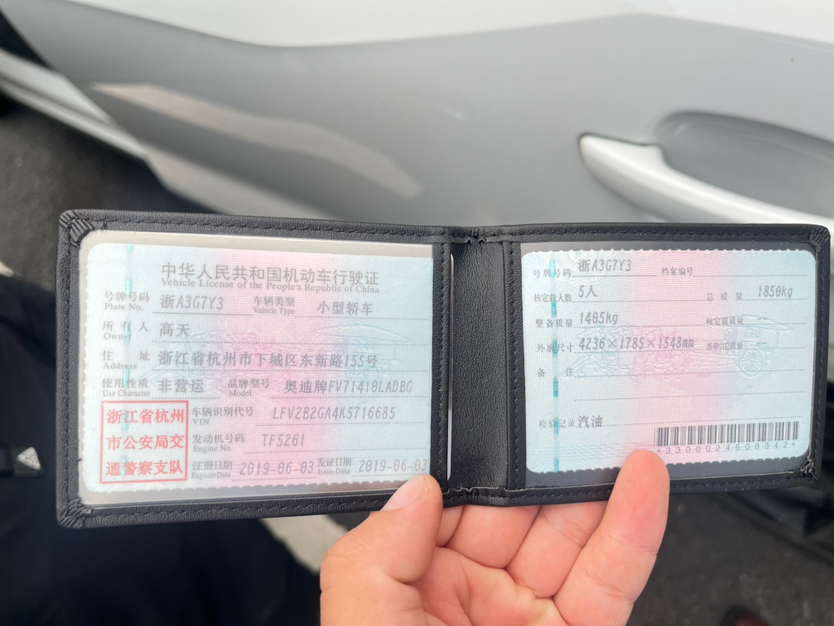 中华人民共和国机动车行驶证
Vehicle License of the People's Republic of China
号牌号码 Plate No. 浙A3G7Y3 车辆类型 Vehicle Type 小型轿车
所有人 Owner 高天
住址 Address 浙江省杭州市下城区东新路155号
使用性质 Use Character 非营运 品牌型号 Model 奥迪牌FV71410LADBG
浙江省杭州市公安局交通警察支队
车辆识别代号 VIN LFV2B2GA4K5716685
发动机号码 Engine No. TF5261
注册日期 Register Date 2019-06-03 发证日期 Issue Date 2019-06-03
号牌号码 浙A3G7Y3 档案编号
核定载人数 5人 总质量 1850kg
整备质量 1405kg 核定载质量 —
外廓尺寸 4236×1785×1548mm 准牵引总质量 —
备注
检验记录 汽油
*3300024608342*